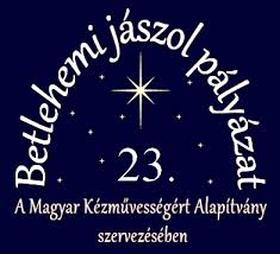 Betlehemi jászol pályázat
23.
A Magyar Kézművességért Alapítvány
szervezésében